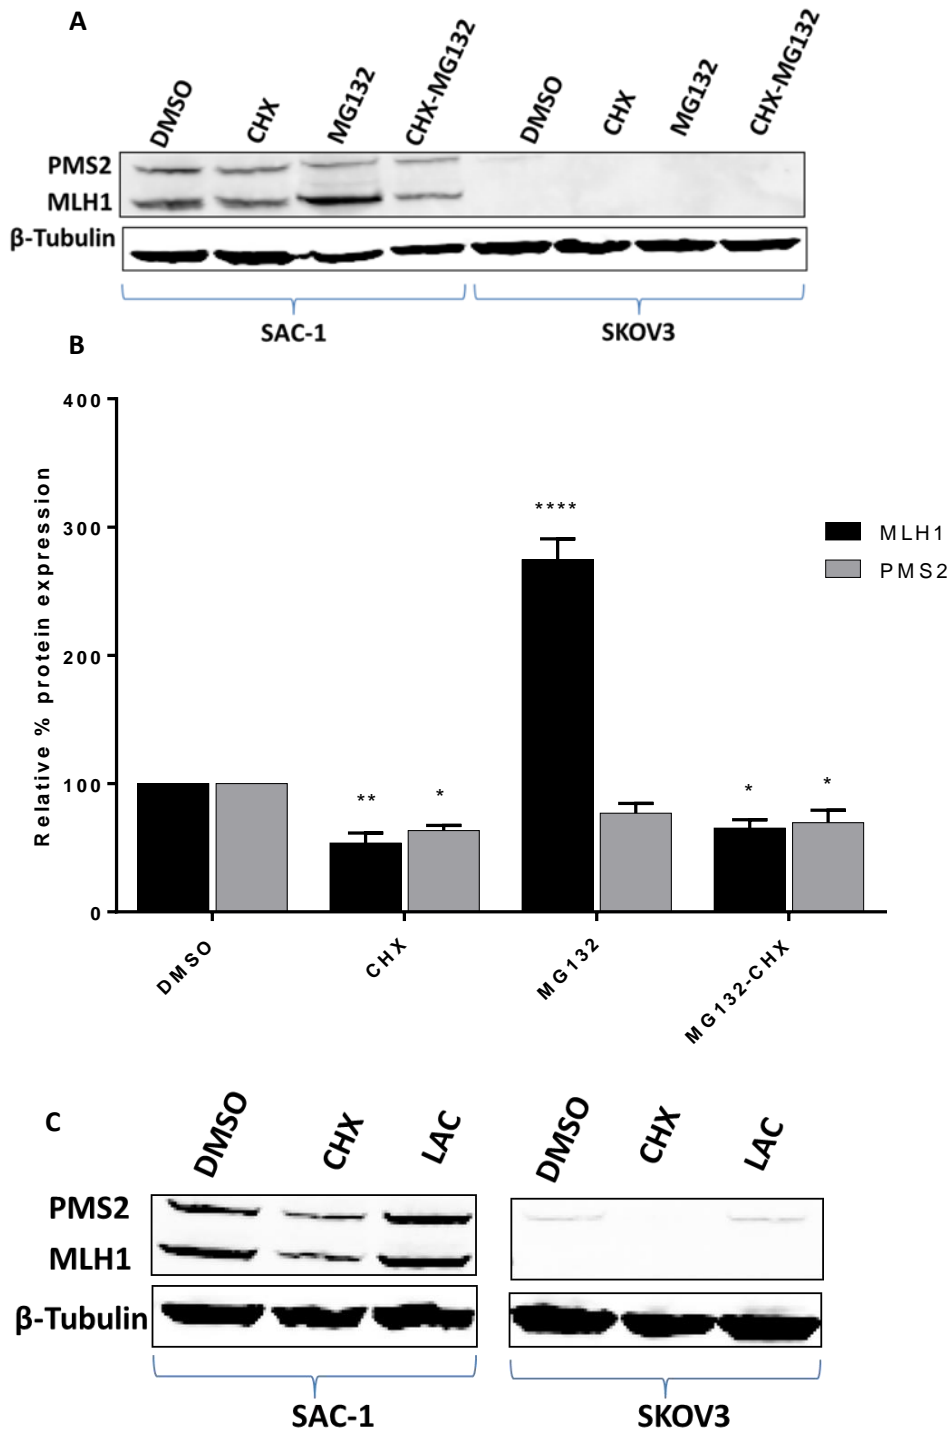 A
DMSO CHX MG132 CHX-MG132 DMSO CHX MG132 CHX-MG132
PMS2
MLH1
β-Tubulin
SAC-1 SKOV3
B
Relative % protein expression
400
300
200
100
0
****
** *
* *
MLH1
PMS2
DMSO CHX MG132 MG132-CHX
C
DMSO CHX LAC DMSO CHX LAC
PMS2
MLH1
β-Tubulin
SAC-1 SKOV3